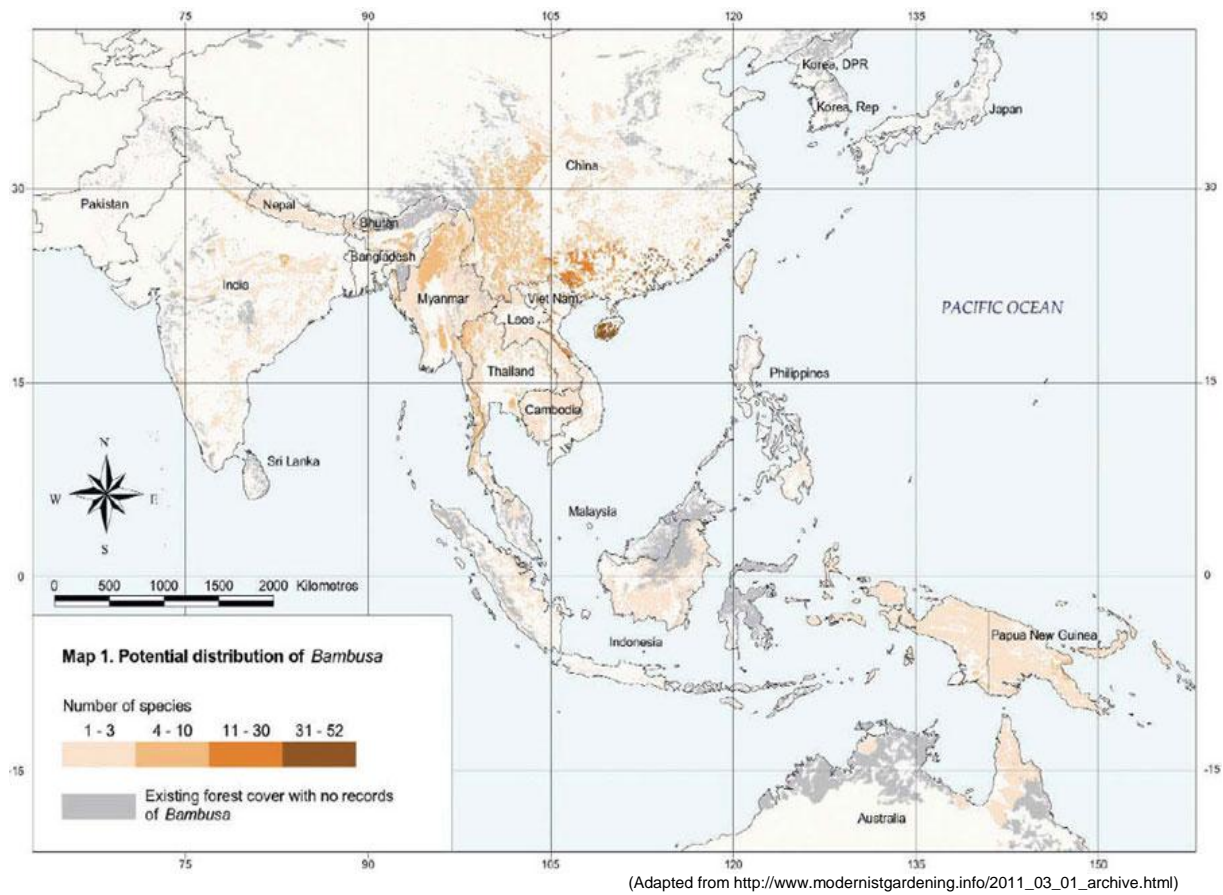 75 90 105 120 135 150
Korea, DPR
Korea, Rep
Japan
China
30 30
Pakistan
Nepal
Bhutan
Bangladesh
India
Myanmar
Viet Nam
Laos
PACIFIC OCEAN
Thailand
Philippines
15 15
Cambodia
Sri Lanka
N
W E
S
Malaysia
0 0
0 500 1000 1500 2000 Kilometres
Indonesia
Papua New Guinea
Map 1. Potential distribution of Bambusa
Number of species
1 - 3 4 - 10 11 - 30 31 - 52
-15 -15
Existing forest cover with no records
of Bambusa
Australia
75 90 105 120 135 150
(Adapted from http://www.modernistgardening.info/2011_03_01_archive.html)